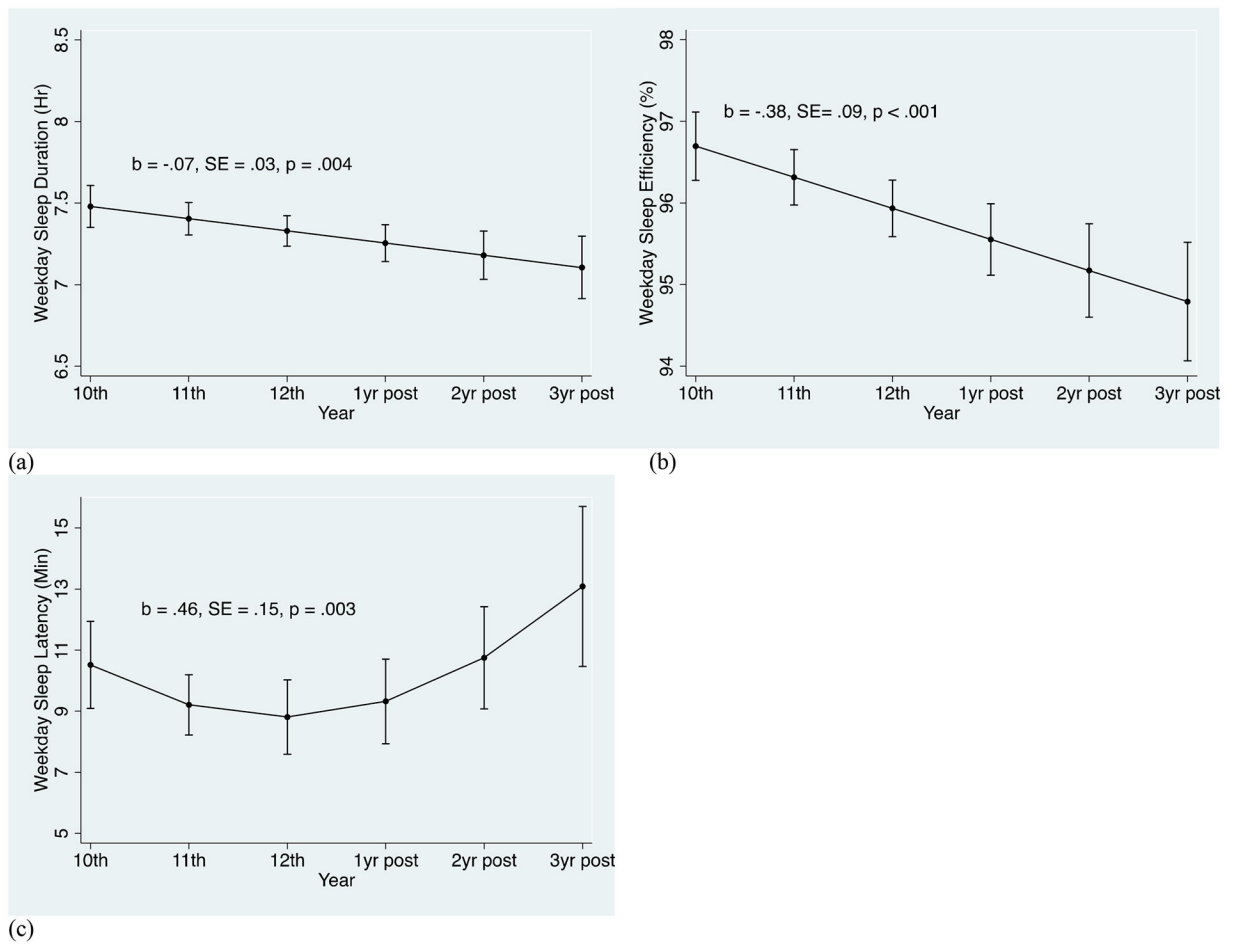 8.5
8
7.5
7
6.5
Weekday Sleep Duration (Hr)
b = -.07, SE = .03, p = .004
10th 11th 12th 1yr post 2yr post 3yr post
Year
(a)
98
97
96
95
94
Weekday Sleep Efficiency (%)
b = -.38, SE= .09, p < .001
10th 11th 12th 1yr post 2yr post 3yr post
Year
(b)
15
13
11
9
7
5
Weekday Sleep Latency (Min)
b = .46, SE = .15, p = .003
10th 11th 12th 1yr post 2yr post 3yr post
Year
(c)